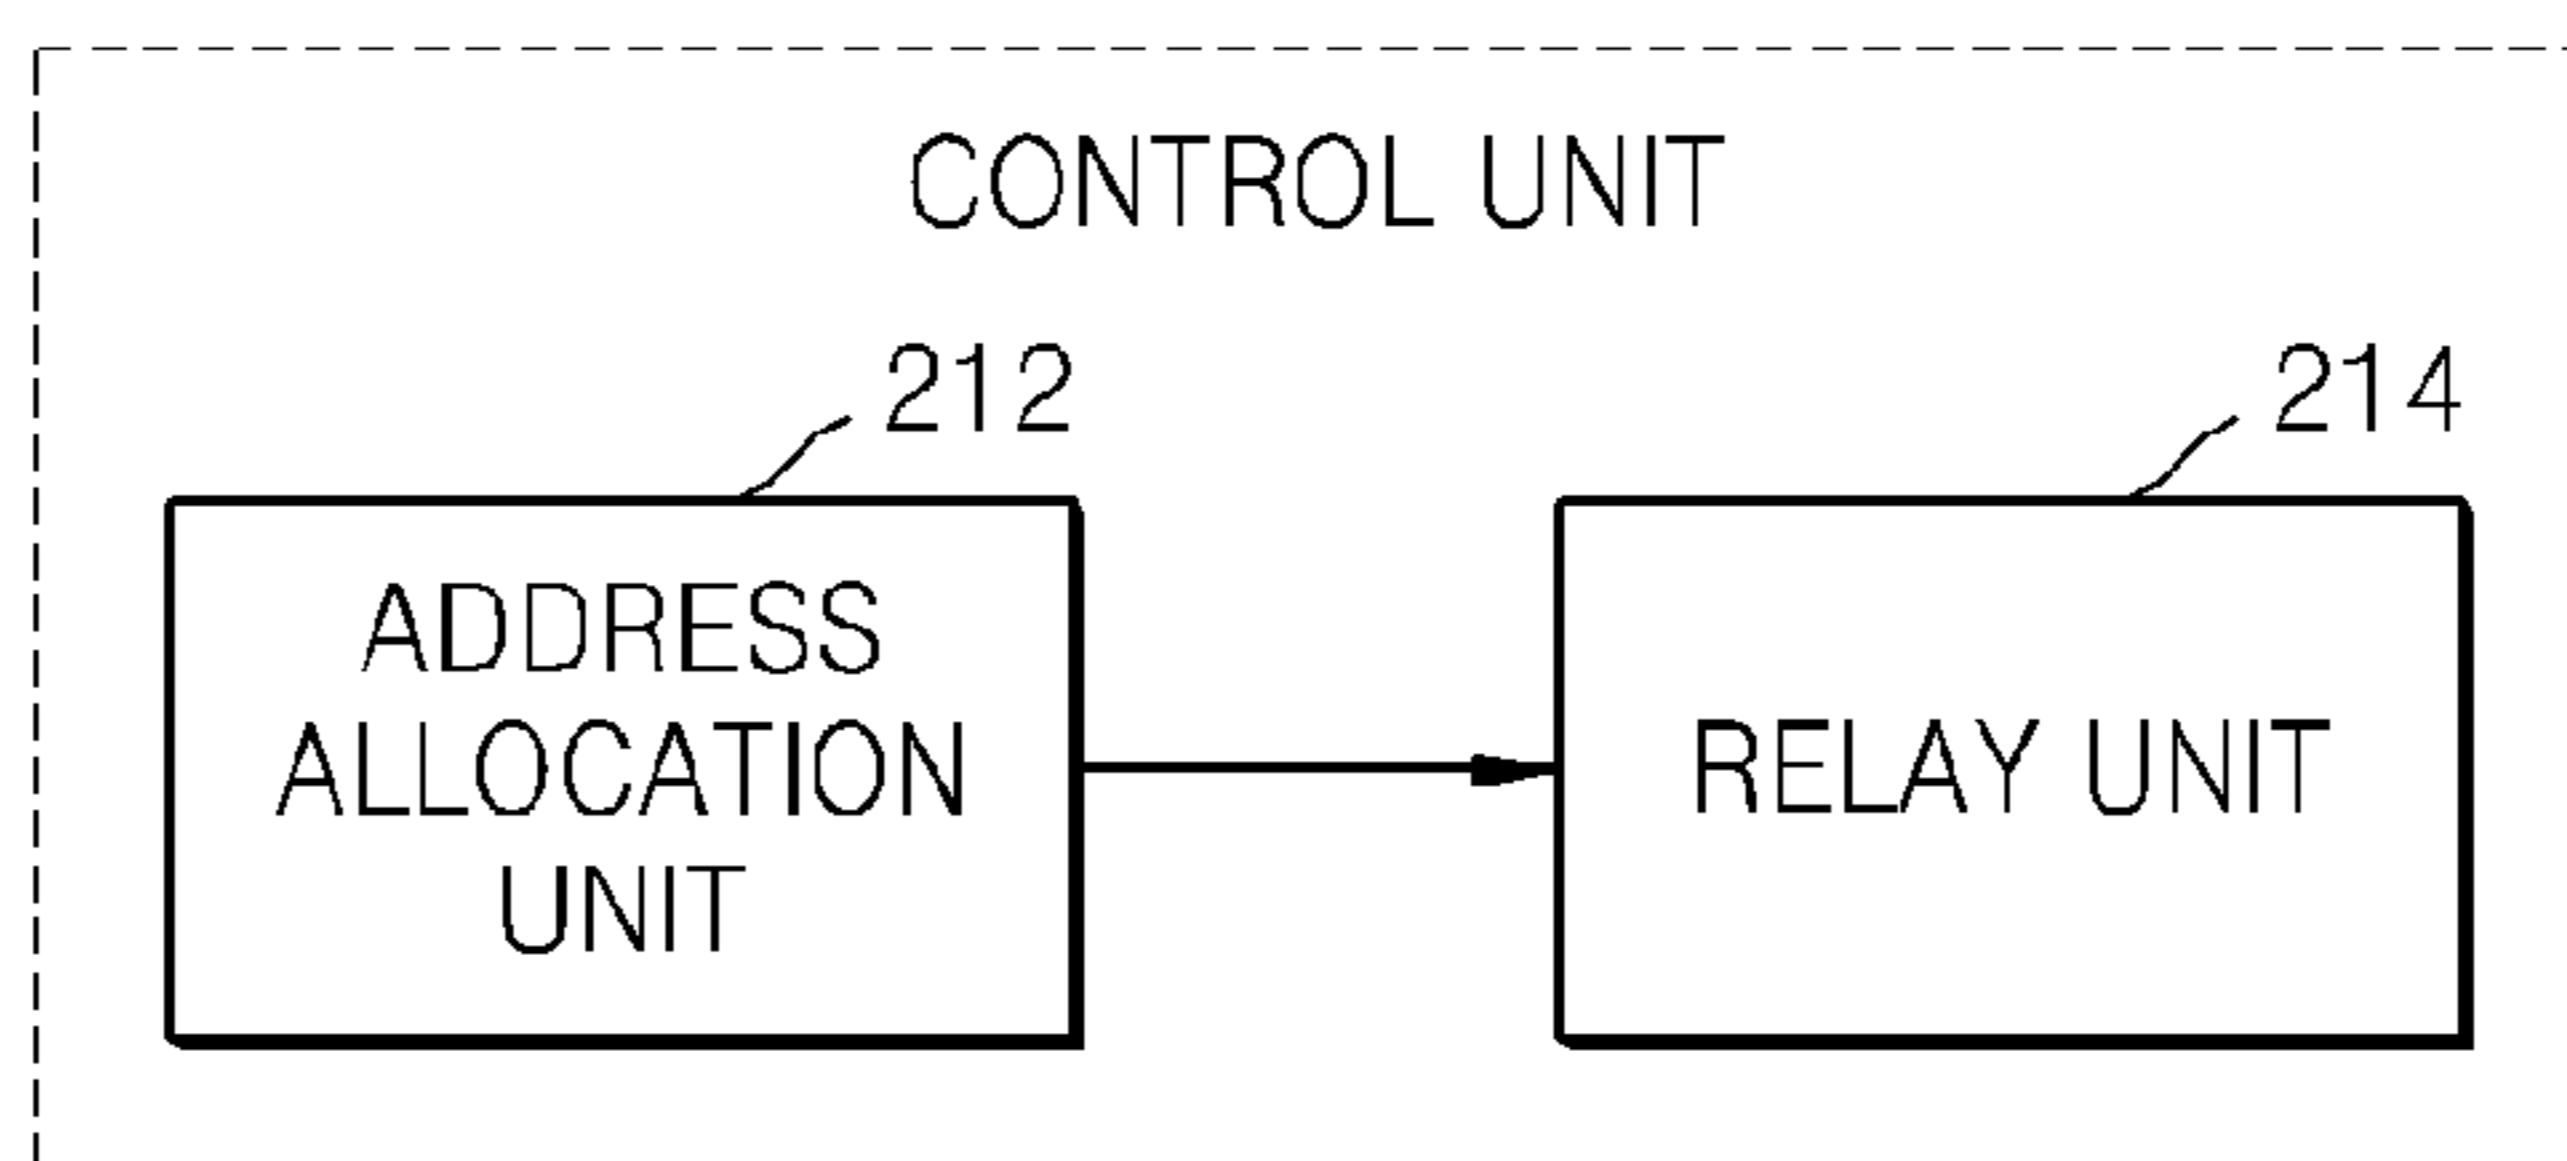 CONTROL UNIT
212
214
ADDRESS
ALLOCATION
UNIT
RELAY UNIT